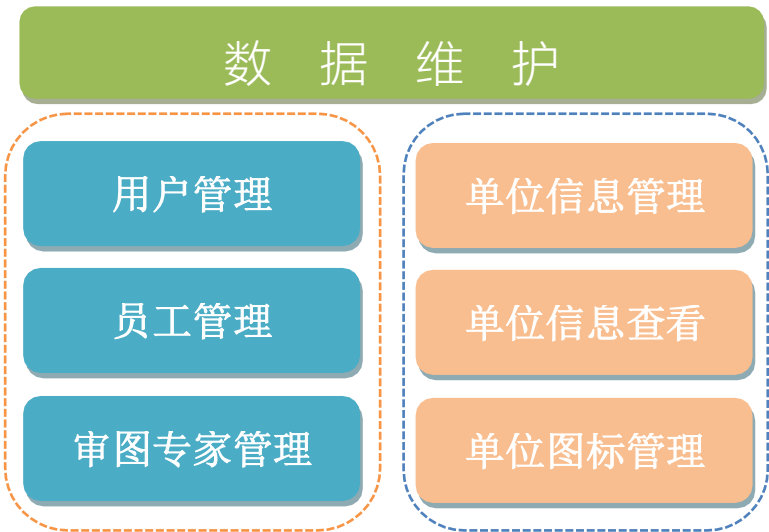 数 据 维 护
用户管理
员工管理
审图专家管理
单位信息管理
单位信息查看
单位图标管理